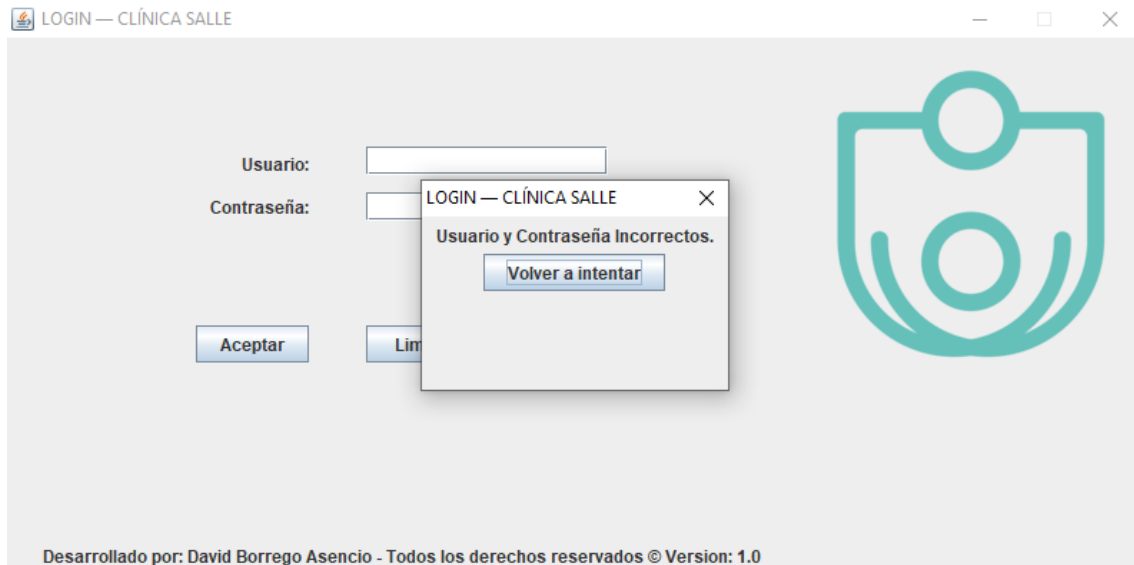 LOGIN — CLÍNICA SALLE
Usuario:
Contraseña:
LOGIN — CLÍNICA SALLE
Usuario y Contraseña Incorrectos.
Volver a intentar
Aceptar
Desarrollado por: David Borrego Asencio - Todos los derechos reservados © Version: 1.0